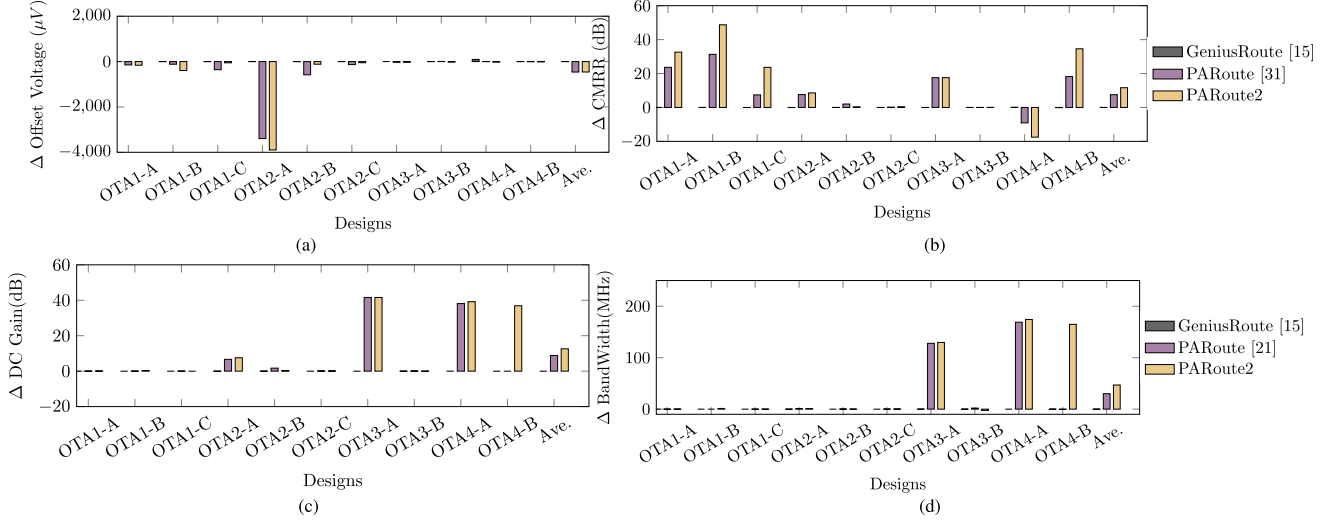 Δ Offset Voltage (μV)
2,000
0
−2,000
−4,000
OTA1-A
OTA1-B
OTA1-C
OTA2-A
OTA2-B
OTA2-C
OTA3-A
OTA3-B
OTA4-A
OTA4-B
Ave.
Designs
(a)
Δ CMRR (dB)
60
40
20
0
−20
OTA1-A
OTA1-B
OTA1-C
OTA2-A
OTA2-B
OTA2-C
OTA3-A
OTA3-B
OTA4-A
OTA4-B
Ave.
Designs
(b)
GeniusRoute [15]
PARoute [31]
PARoute2
Δ DC Gain(dB)
60
40
20
0
−20
OTA1-A
OTA1-B
OTA1-C
OTA2-A
OTA2-B
OTA2-C
OTA3-A
OTA3-B
OTA4-A
OTA4-B
Ave.
Designs
(c)
Δ BandWidth(MHz)
200
100
0
OTA1-A
OTA1-B
OTA1-C
OTA2-A
OTA2-B
OTA2-C
OTA3-A
OTA3-B
OTA4-A
OTA4-B
Ave.
Designs
(d)
GeniusRoute [15]
PARoute [21]
PARoute2